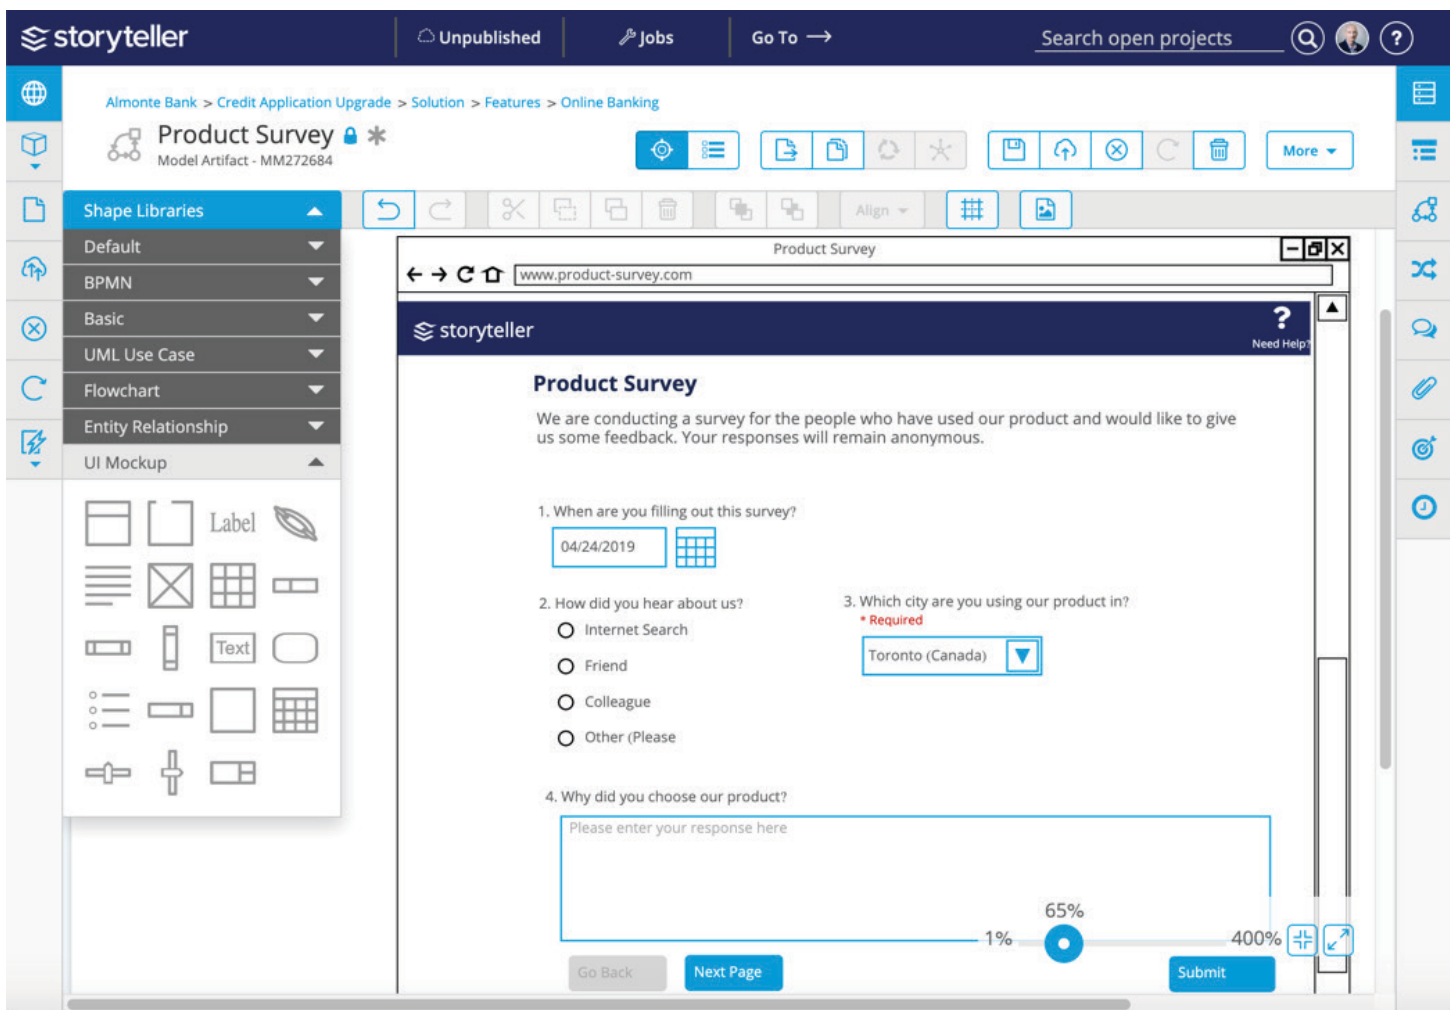 storyteller
Unpublished
Jobs
Go To
Search open projects
?
Almonte Bank > Credit Application Upgrade > Solution > Features > Online Banking
Product Survey
Model Artifact - MM272684
More
Shape Libraries
Align
Default
BPMN
Basic
UML Use Case
Flowchart
Entity Relationship
UI Mockup
Label
Text
Product Survey
www.product-survey.com
storyteller
?
Need Help?
Product Survey
We are conducting a survey for the people who have used our product and would like to give
us some feedback. Your responses will remain anonymous.
1. When are you filling out this survey?
04/24/2019
2. How did you hear about us?
Internet Search
Friend
Colleague
Other (Please
3. Which city are you using our product in?
* Required
Toronto (Canada)
4. Why did you choose our product?
Please enter your response here
65%
1%
400%
Go Back
Next Page
Submit